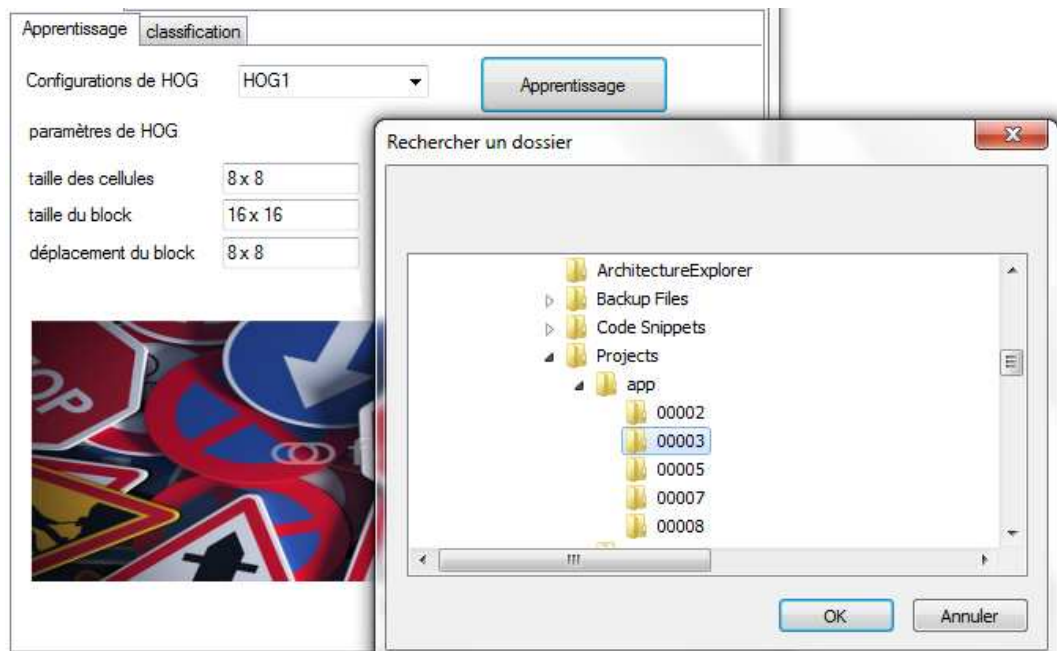 Apprentissage classification
Configurations de HOG HOG1 Apprentissage
paramètres de HOG
taille des cellules 8 x 8
taille du block 16 x 16
déplacement du block 8 x 8
STOP
Rechercher un dossier
ArchitectureExplorer
Backup Files
Code Snippets
Projects
app
00002
00003
00005
00007
00008
OK Annuler